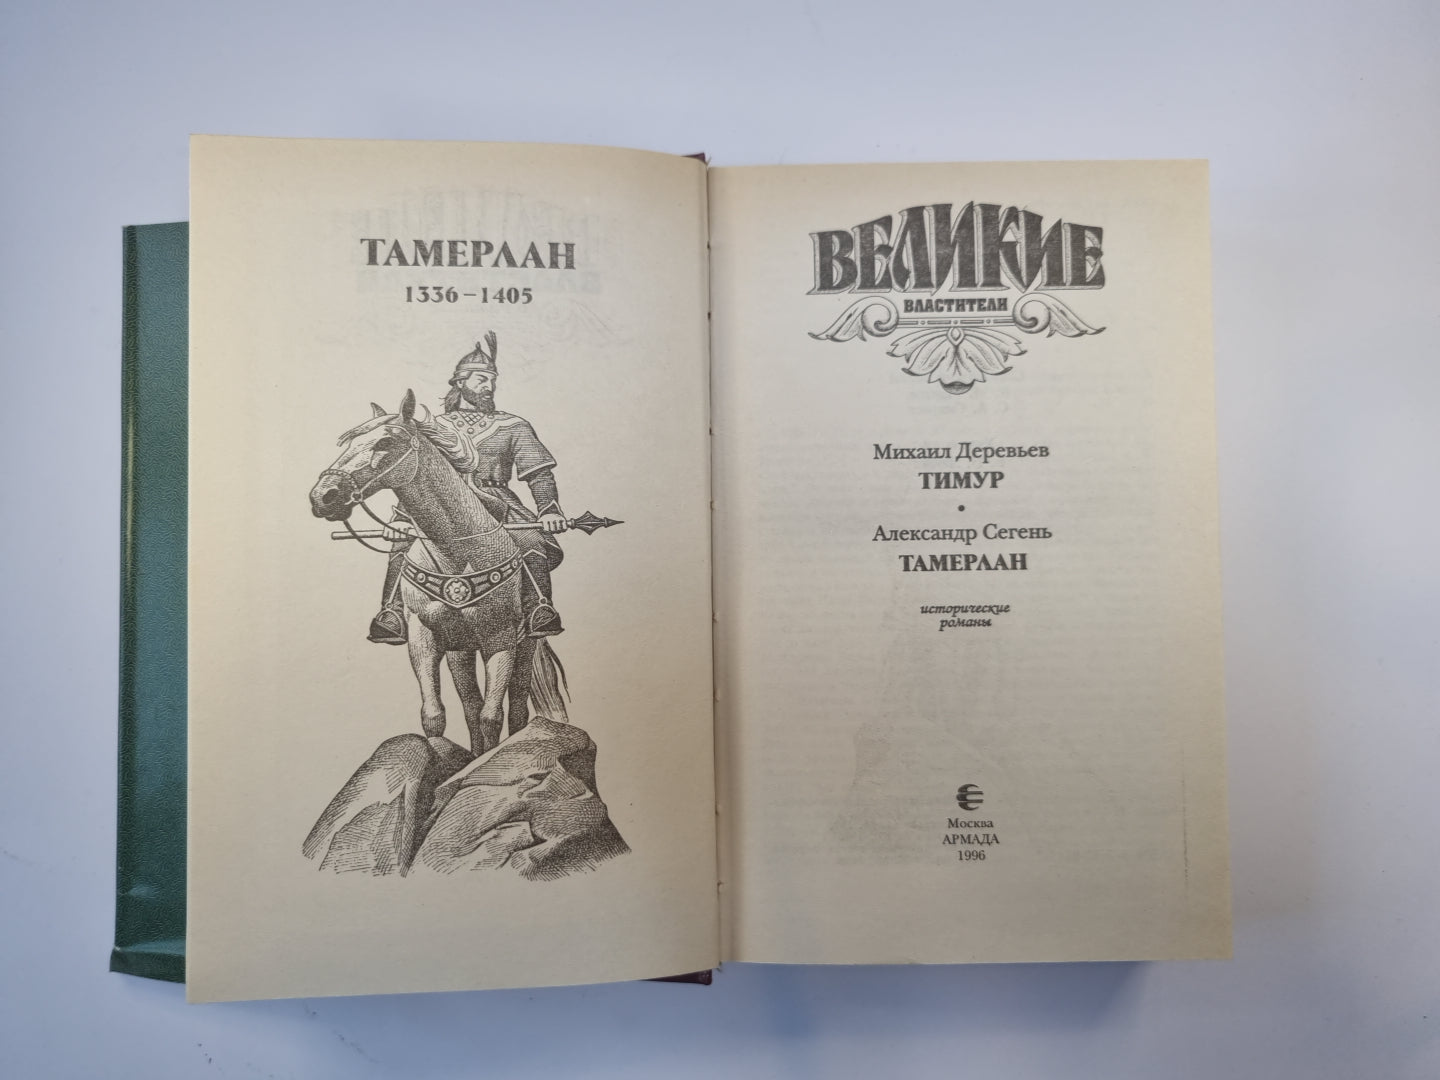 ТАМЕРЛАН
1336–1405
ВЕЛИКИЕ
ВЛАСТИТЕЛИ
Михаил Деревьев
ТИМУР
•
Александр Сегень
ТАМЕРЛАН
исторические
романы
Москва
АРМАДА
1996